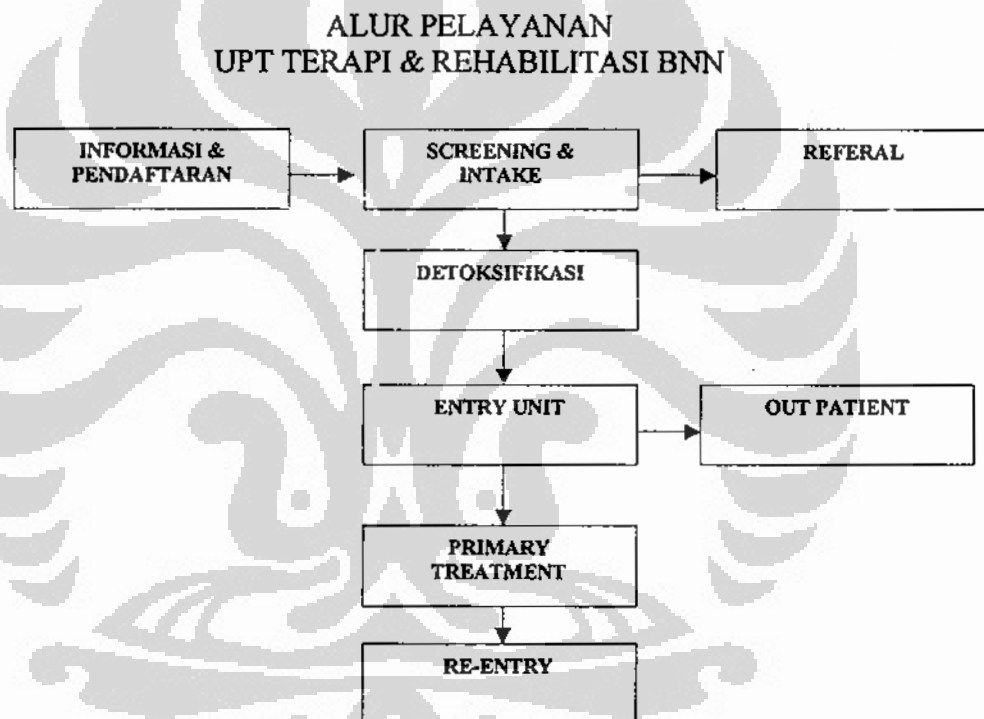 ALUR PELAYANAN
UPT TERAPI & REHABILITASI BNN
INFORMASI &
PENDAFTARAN
SCREENING &
INTAKE
REFERAL
DETOKSIFIKASI
ENTRY UNIT
OUT PATIENT
PRIMARY
TREATMENT
RE-ENTRY